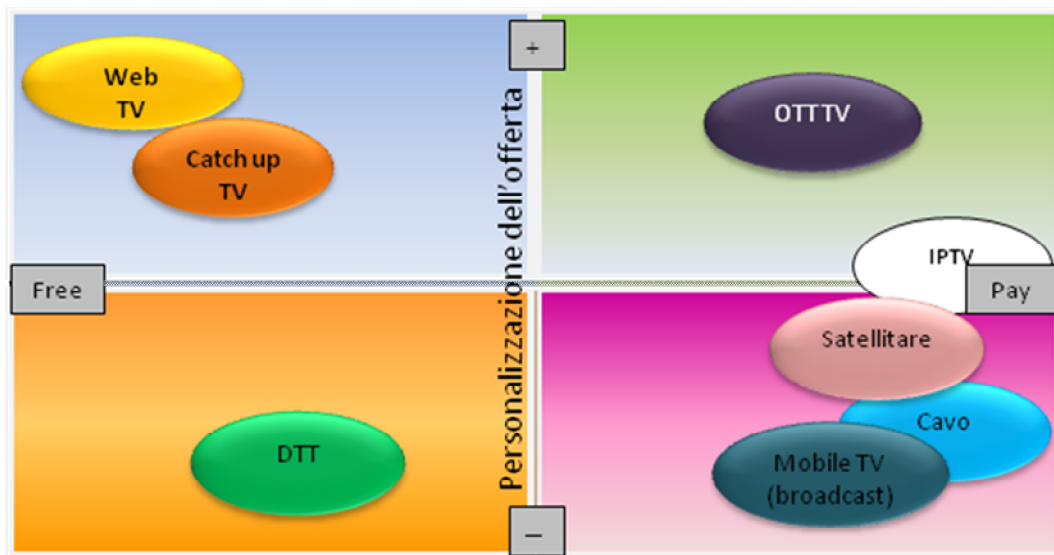 +
Web
TV
OTT TV
Catch up
TV
Personalizzazione dell'offerta
IPTV
Free
Pay
Satellitare
Cavo
DTT
Mobile TV
(broadcast)
–